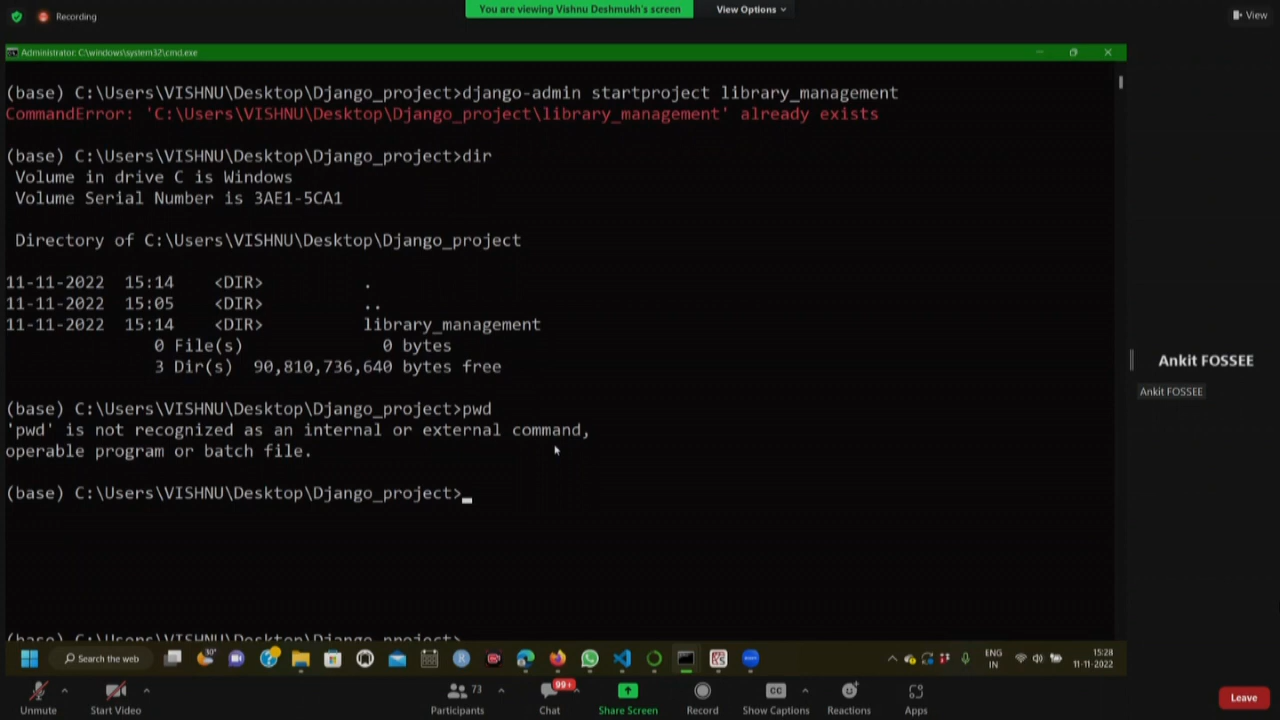 Recording
You are viewing Vishnu Deshmukh's screen
View Options
View
Administrator: C:\windows\system32\cmd.exe
(base) C:\Users\VISHNU\Desktop\Django_project>django-admin startproject library_management
CommandError: 'C:\Users\VISHNU\Desktop\Django_project\library_management' already exists
(base) C:\Users\VISHNU\Desktop\Django_project>dir
Volume in drive C is Windows
Volume Serial Number is 3AE1-5CA1
Directory of C:\Users\VISHNU\Desktop\Django_project
11-11-2022 15:14 <DIR> .
11-11-2022 15:05 <DIR> ..
11-11-2022 15:14 <DIR> library_management
0 File(s) 0 bytes
3 Dir(s) 90,810,736,640 bytes free
(base) C:\Users\VISHNU\Desktop\Django_project>pwd
'pwd' is not recognized as an internal or external command,
operable program or batch file.
(base) C:\Users\VISHNU\Desktop\Django_project>
Ankit FOSSEE
Ankit FOSSEE
(base) C:\Users\VISHNU\Desktop\Django_project>
Search the web
ENG
IN
15:28
11-11-2022
Unmute
Start Video
73
Participants
99+
Chat
Share Screen
Record
CC
Show Captions
Reactions
Apps
Leave